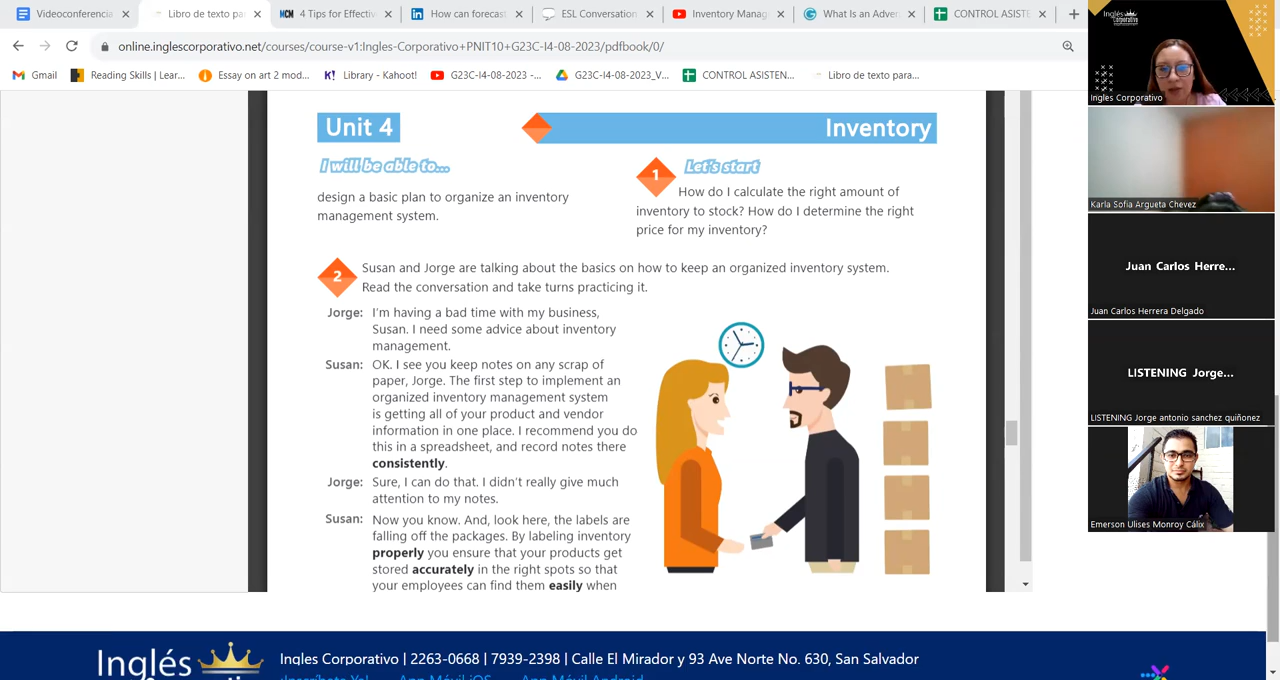 Videoconferencia
Libro de texto pa
4 Tips for Effectiv
How can forecast
ESL Conversation
Inventory Manag
What Is an Adver
CONTROL ASISTE
online.inglescorporativo.net/courses/course-v1:Ingles-Corporativo+PNIT10+G23C-I4-08-2023/pdfbook/0/
Gmail
Reading Skills | Lear...
Essay on art 2 mod...
Library - Kahoot!
G23C-I4-08-2023 -...
G23C-I4-08-2023_V...
CONTROL ASISTEN...
Libro de texto para...
Unit 4
Inventory
I will be able to...
design a basic plan to organize an inventory
management system.
1
Let's start
How do I calculate the right amount of
inventory to stock? How do I determine the right
price for my inventory?
2
Susan and Jorge are talking about the basics on how to keep an organized inventory system.
Read the conversation and take turns practicing it.
Jorge: I'm having a bad time with my business,
Susan. I need some advice about inventory
management.
Susan: OK. I see you keep notes on any scrap of
paper, Jorge. The first step to implement an
organized inventory management system
is getting all of your product and vendor
information in one place. I recommend you do
this in a spreadsheet, and record notes there
consistently.
Jorge: Sure, I can do that. I didn't really give much
attention to my notes.
Susan: Now you know. And, look here, the labels are
falling off the packages. By labeling inventory
properly you ensure that your products get
stored accurately in the right spots so that
your employees can find them easily when
Inglés
Corporativo
Ingles Corporativo
Karla Sofia Argueta Chevez
Juan Carlos Herre...
Juan Carlos Herrera Delgado
LISTENING Jorge...
LISTENING Jorge antonio sanchez quiñonez
Emerson Ulises Monroy Cálix
Inglés
Ingles Corporativo | 2263-0668 | 7939-2398 | Calle El Mirador y 93 Ave Norte No. 630, San Salvador